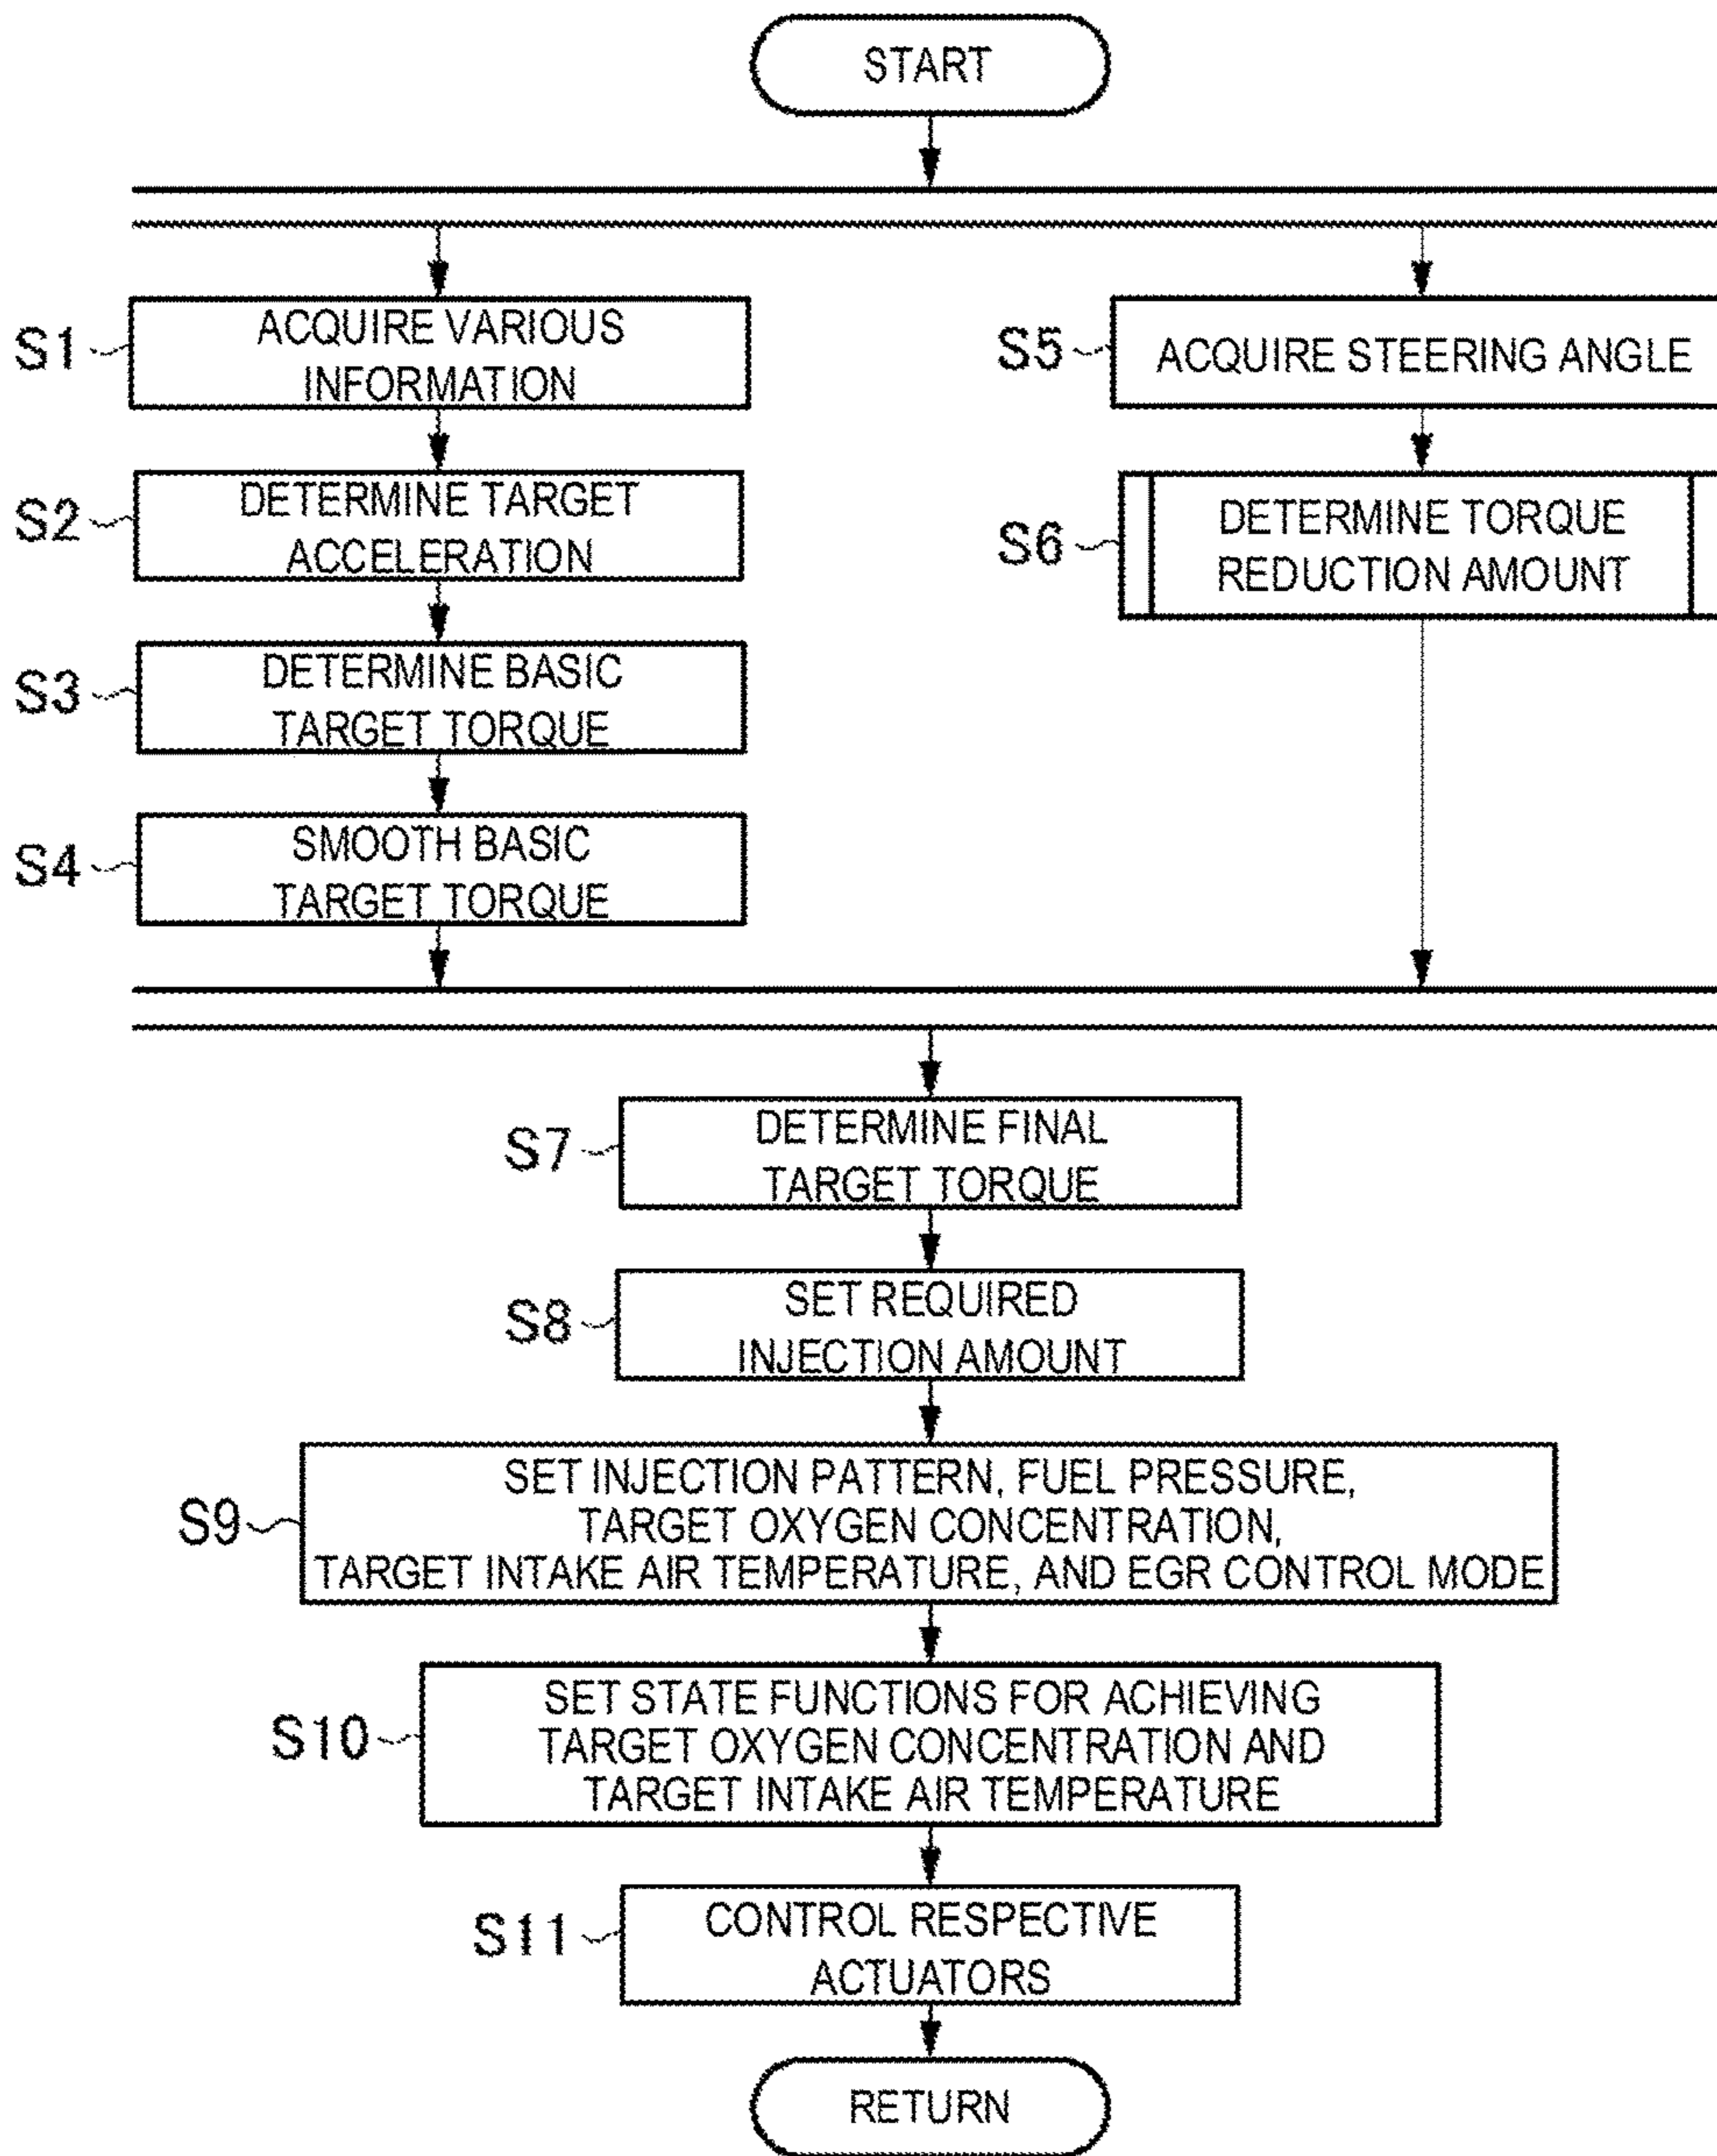 START
S1
ACQUIRE VARIOUS
INFORMATION
S2
DETERMINE TARGET
ACCELERATION
S3
DETERMINE BASIC
TARGET TORQUE
S4
SMOOTH BASIC
TARGET TORQUE
S5
ACQUIRE STEERING ANGLE
S6
DETERMINE TORQUE
REDUCTION AMOUNT
S7
DETERMINE FINAL
TARGET TORQUE
S8
SET REQUIRED
INJECTION AMOUNT
S9
SET INJECTION PATTERN, FUEL PRESSURE,
TARGET OXYGEN CONCENTRATION,
TARGET INTAKE AIR TEMPERATURE, AND EGR CONTROL MODE
S10
SET STATE FUNCTIONS FOR ACHIEVING
TARGET OXYGEN CONCENTRATION AND
TARGET INTAKE AIR TEMPERATURE
S11
CONTROL RESPECTIVE
ACTUATORS
RETURN